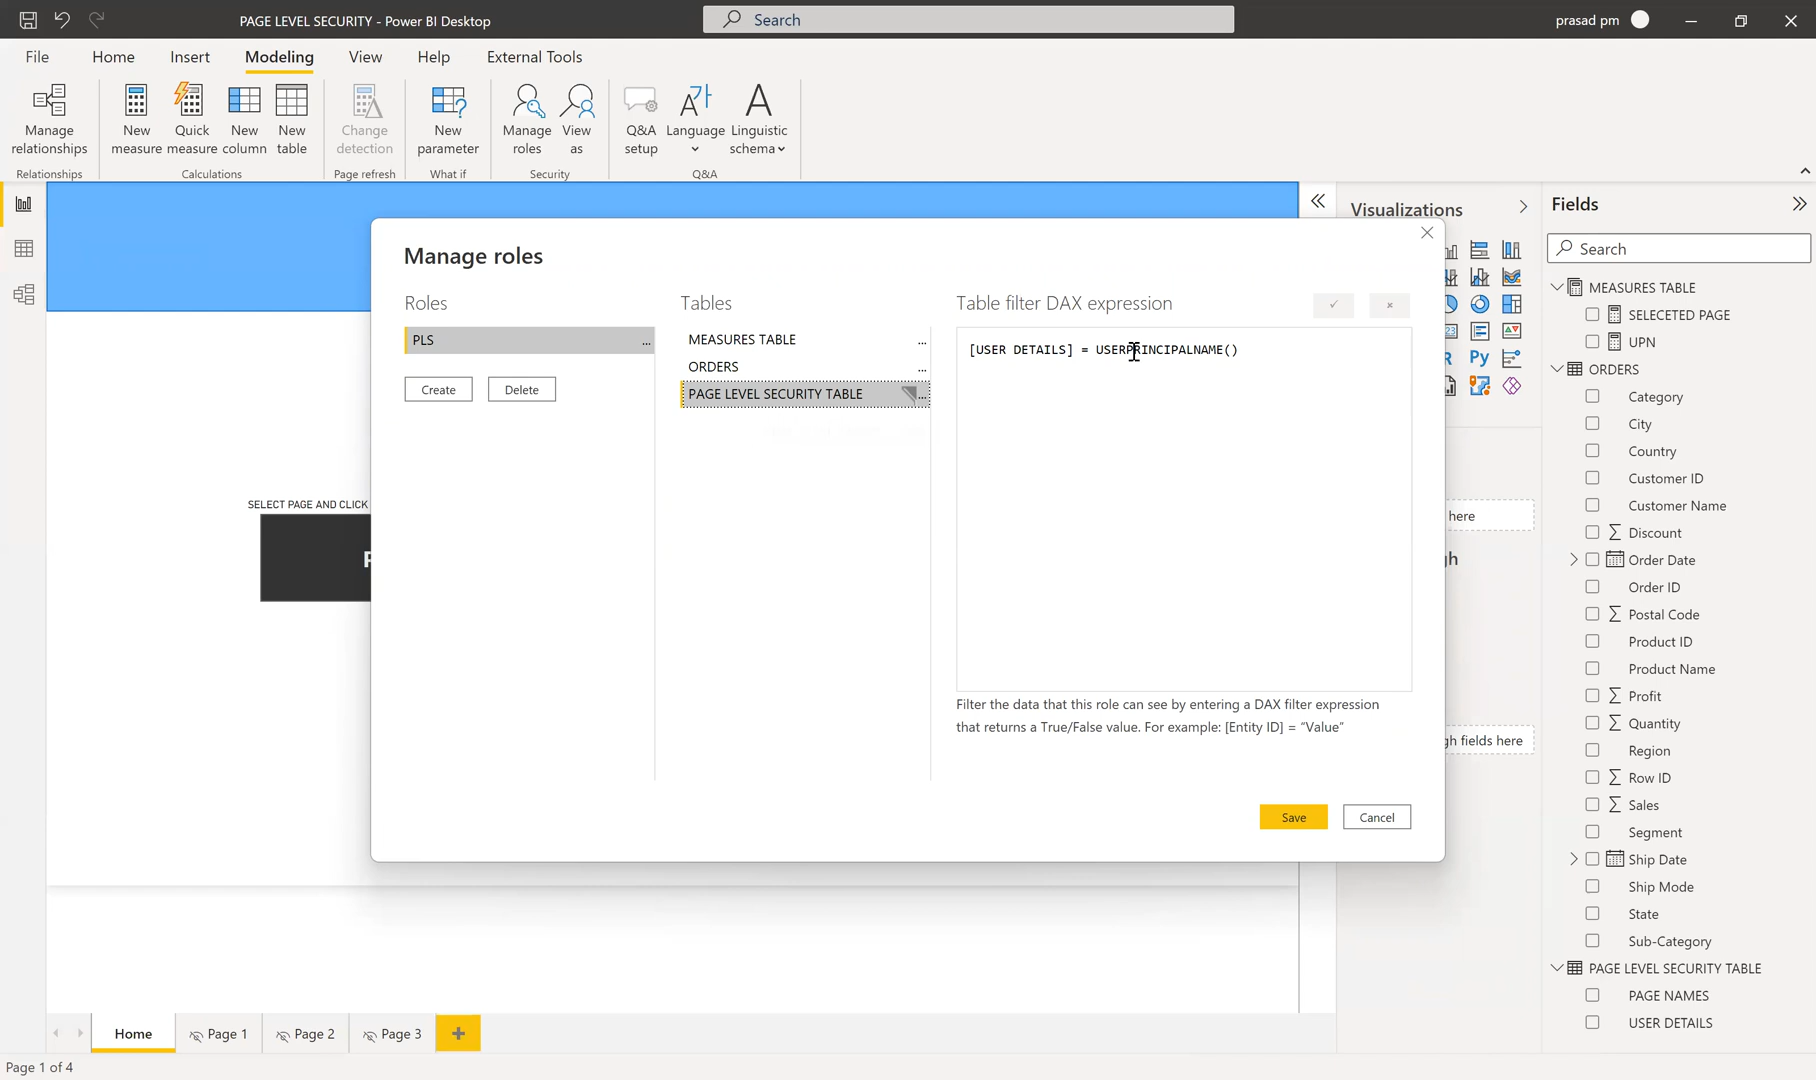 PAGE LEVEL SECURITY - Power BI Desktop
Search
prasad pm
File
Home
Insert
Modeling
View
Help
External Tools
Manage relationships
New measure
Quick measure
New column
New table
Change detection
New parameter
Manage roles
View as
Q&A setup
Language
Linguistic schema
Relationships
Calculations
Page refresh
What if
Security
Q&A
Manage roles
Roles
PLS
...
Create
Delete
Tables
MEASURES TABLE
...
ORDERS
...
PAGE LEVEL SECURITY TABLE
...
Table filter DAX expression
[USER DETAILS] = USERPRINCIPALNAME()
Filter the data that this role can see by entering a DAX filter expression
that returns a True/False value. For example: [Entity ID] = “Value”
Save
Cancel
SELECT PAGE AND CLICK
Visualizations
Py
here
gh fields here
Fields
Search
MEASURES TABLE
SELECETED PAGE
UPN
ORDERS
Category
City
Country
Customer ID
Customer Name
Discount
Order Date
Order ID
Postal Code
Product ID
Product Name
Profit
Quantity
Region
Row ID
Sales
Segment
Ship Date
Ship Mode
State
Sub-Category
PAGE LEVEL SECURITY TABLE
PAGE NAMES
USER DETAILS
Home
Page 1
Page 2
Page 3
Page 1 of 4